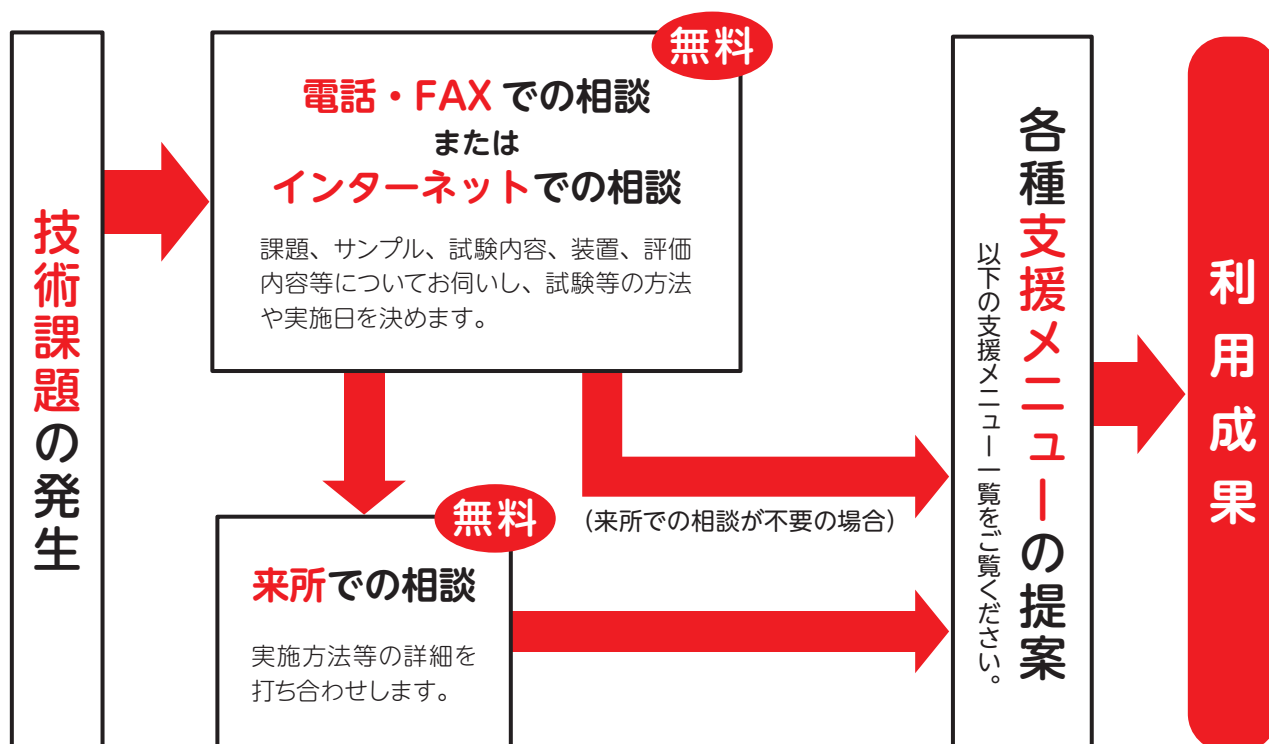 技術課題の発生
無料
電話・FAX での相談
または
インターネットでの相談
課題、サンプル、試験内容、装置、評価
内容等についてお伺いし、試験等の方法
や実施日を決めます。
(来所での相談が不要の場合)
無料
来所での相談
実施方法等の詳細を
打ち合わせします。
各種支援メニューの提案
以下の支援メニュー一覧をご覧ください。
利用成果